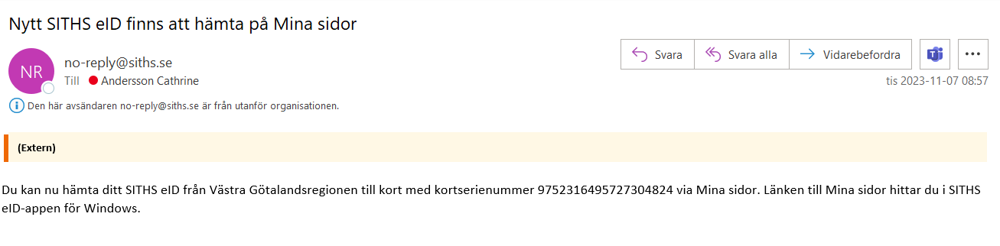 Nytt SITHS eID finns att hämta på Mina sidor
NR
no-reply@siths.se
Till Andersson Cathrine
Svara
Svara alla
Vidarebefordra
tis 2023-11-07 08:57
Den här avsändaren no-reply@siths.se är från utanför organisationen.
(Extern)
Du kan nu hämta ditt SITHS eID från Västra Götalandsregionen till kort med kortserienummer 9752316495727304824 via Mina sidor. Länken till Mina sidor hittar du i SITHS
eID-appen för Windows.